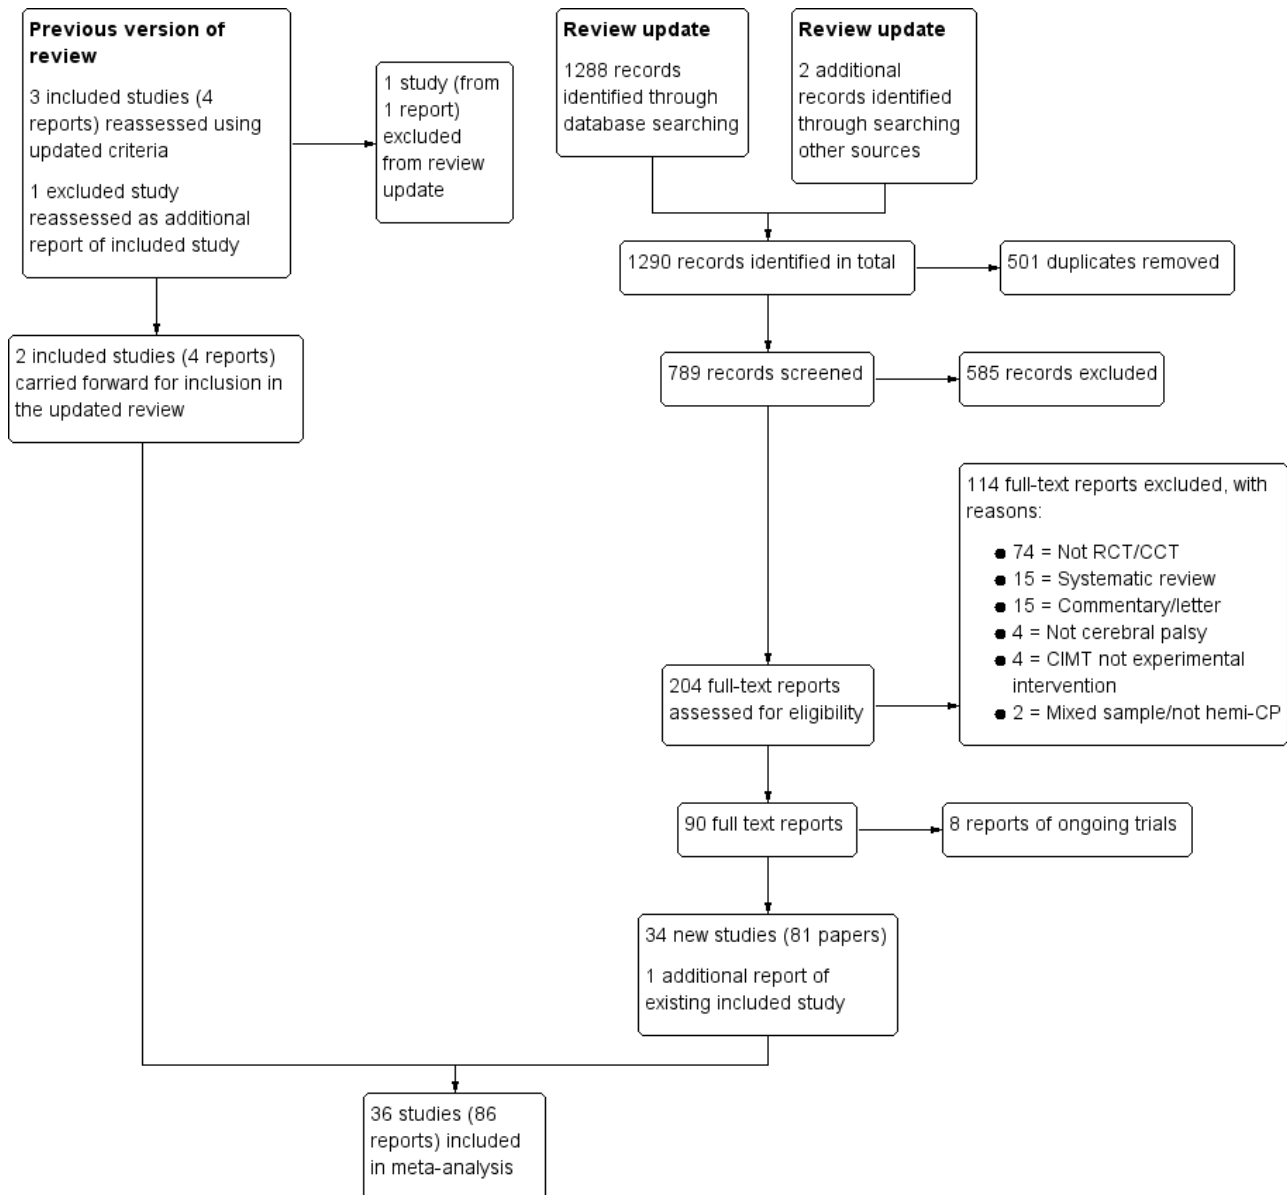 Previous version of
review
3 included studies (4
reports) reassessed using
updated criteria
1 excluded study
reassessed as additional
report of included study
1 study (from
1 report)
excluded
from review
update
Review update
1288 records
identified through
database searching
Review update
2 additional
records identified
through searching
other sources
1290 records identified in total
501 duplicates removed
2 included studies (4 reports)
carried forward for inclusion in
the updated review
789 records screened
585 records excluded
114 full-text reports excluded, with
reasons:
● 74 = Not RCT/CCT
● 15 = Systematic review
● 15 = Commentary/letter
● 4 = Not cerebral palsy
● 4 = CIMT not experimental
intervention
● 2 = Mixed sample/not hemi-CP
204 full-text reports
assessed for eligibility
90 full text reports
8 reports of ongoing trials
34 new studies (81 papers)
1 additional report of
existing included study
36 studies (86
reports) included
in meta-analysis